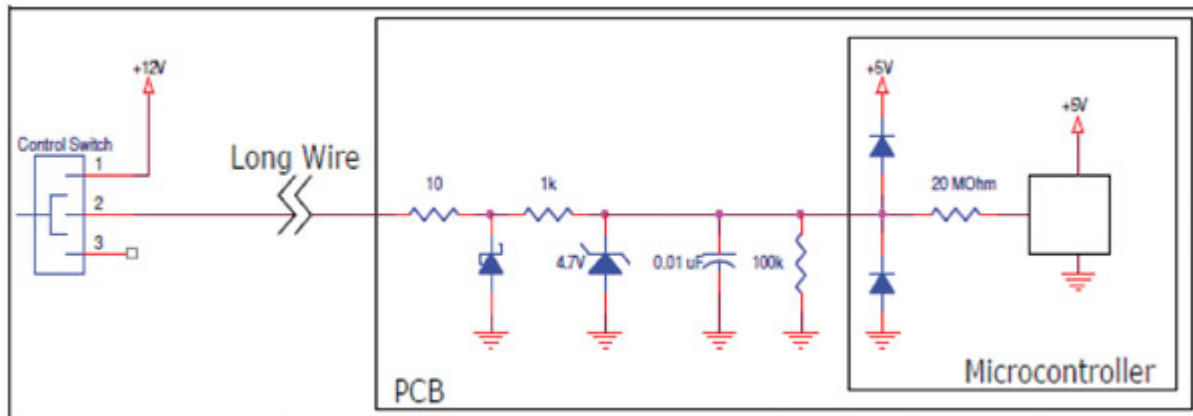 +12V
Control Switch
1
2
3
Long Wire
10
1k
4.7V
0.01 uF
100k
+5V
20 MOhm
+5V
Microcontroller
PCB